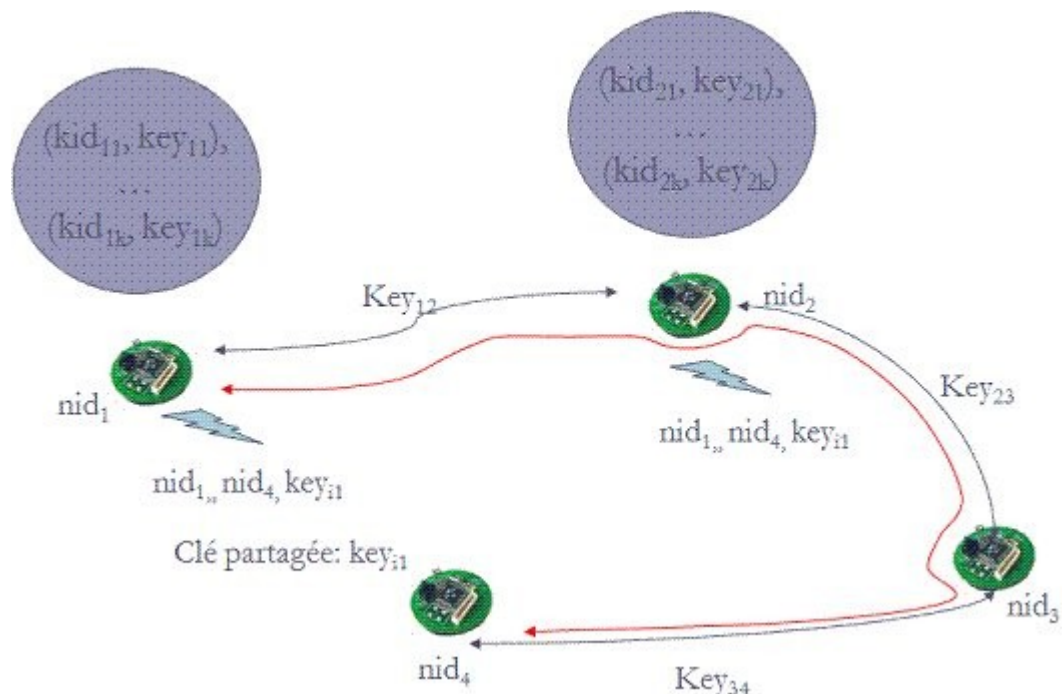 (kid₁₁, key₁₁),
...
(kid₁ₖ, key₁ₖ)
(kid₂₁, key₂₁),
...
(kid₂ₖ, key₂ₖ)
Key₁₂
nid₂
nid₁
Key₂₃
nid₁,, nid₄, keyᵢ₁
nid₁,, nid₄, keyᵢ₁
Clé partagée: keyᵢ₁
nid₃
nid₄
Key₃₄